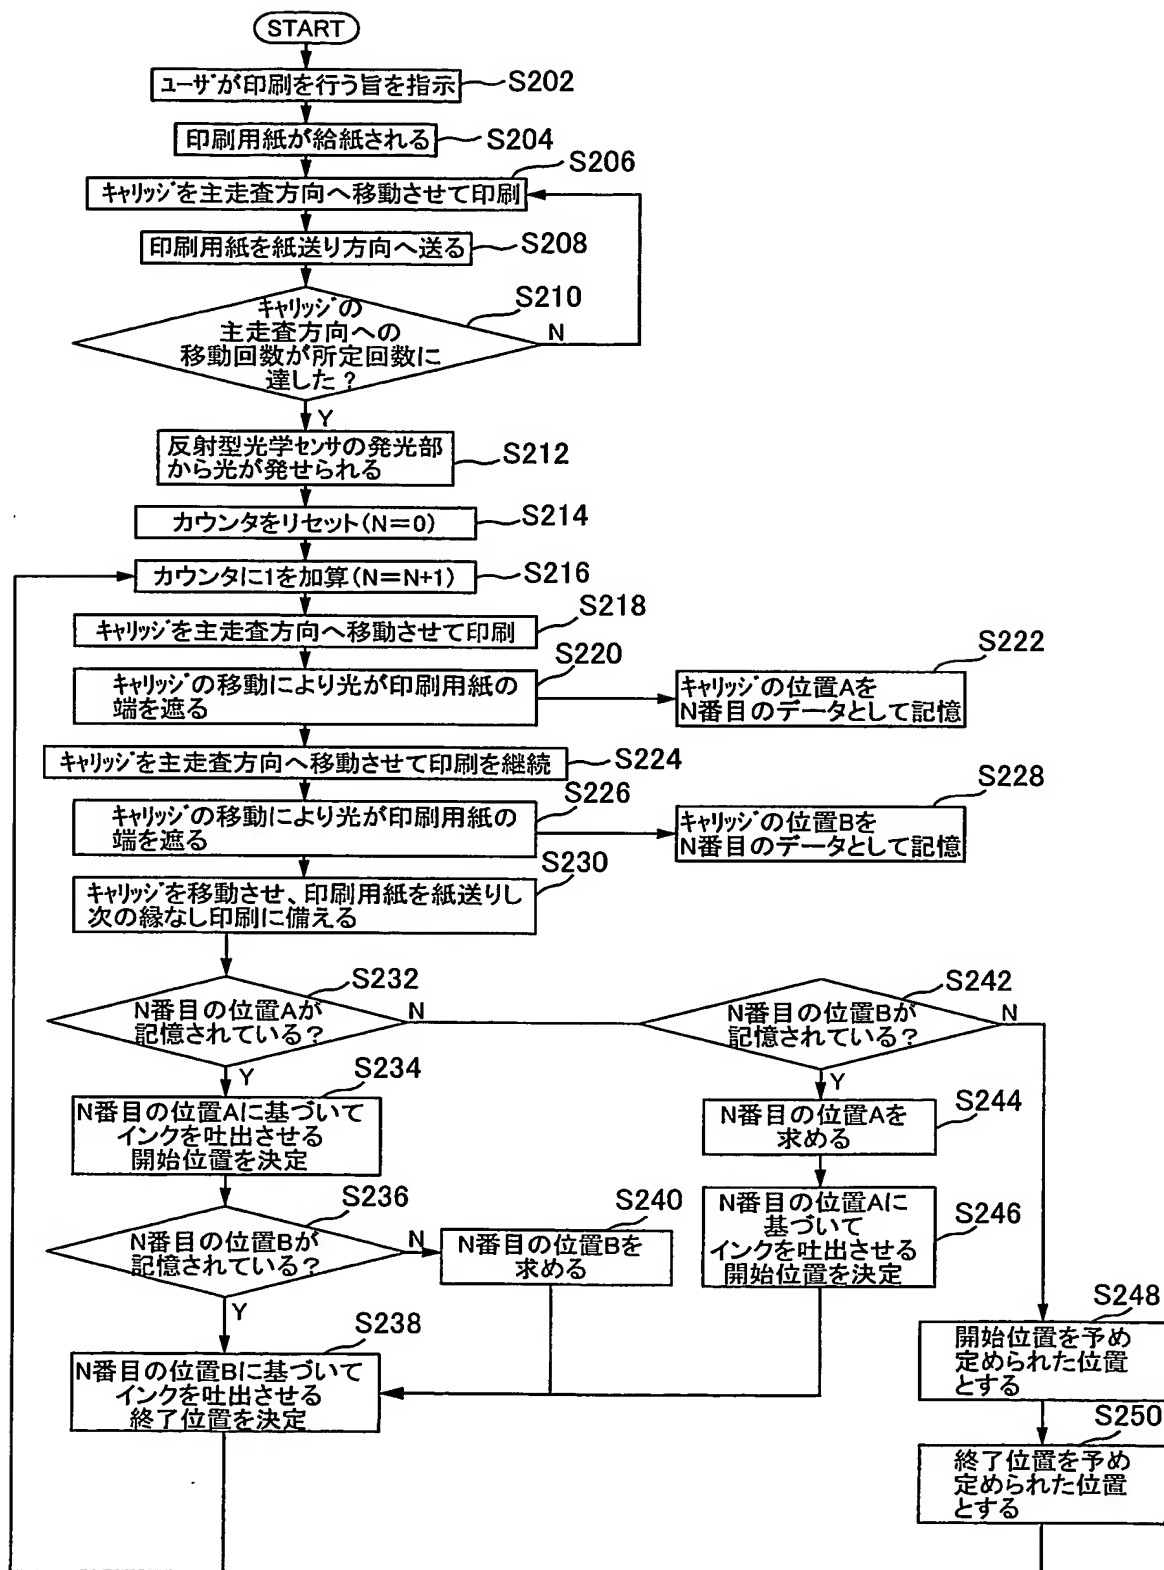 START
ユーザが印刷を行う旨を指示
S202
印刷用紙が給紙される
S204
S206
キャリッジを主走査方向へ移動させて印刷
印刷用紙を紙送り方向へ送る
S208
S210
キャリッジの
主走査方向への
移動回数が所定回数に
達した?
N
Y
反射型光学センサの発光部
から光が発せられる
S212
カウンタをリセット(N=0)
S214
カウンタに1を加算(N=N+1)
S216
S218
キャリッジを主走査方向へ移動させて印刷
S220
キャリッジの移動により光が印刷用紙の
端を遮る
S222
キャリッジの位置Aを
N番目のデータとして記憶
キャリッジを主走査方向へ移動させて印刷を継続
S224
S226
キャリッジの移動により光が印刷用紙の
端を遮る
S228
キャリッジの位置Bを
N番目のデータとして記憶
S230
キャリッジを移動させ、印刷用紙を紙送りし
次の縁なし印刷に備える
S232
N番目の位置Aが
記憶されている?
N
Y
S242
N番目の位置Bが
記憶されている?
N
Y
S234
N番目の位置Aに基づいて
インクを吐出させる
開始位置を決定
S244
N番目の位置Aを
求める
S236
N番目の位置Bが
記憶されている?
N
Y
S240
N番目の位置Bを
求める
S246
N番目の位置Aに
基づいて
インクを吐出させる
開始位置を決定
S238
N番目の位置Bに基づいて
インクを吐出させる
終了位置を決定
S248
開始位置を予め
定められた位置
とする
S250
終了位置を予め
定められた位置
とする